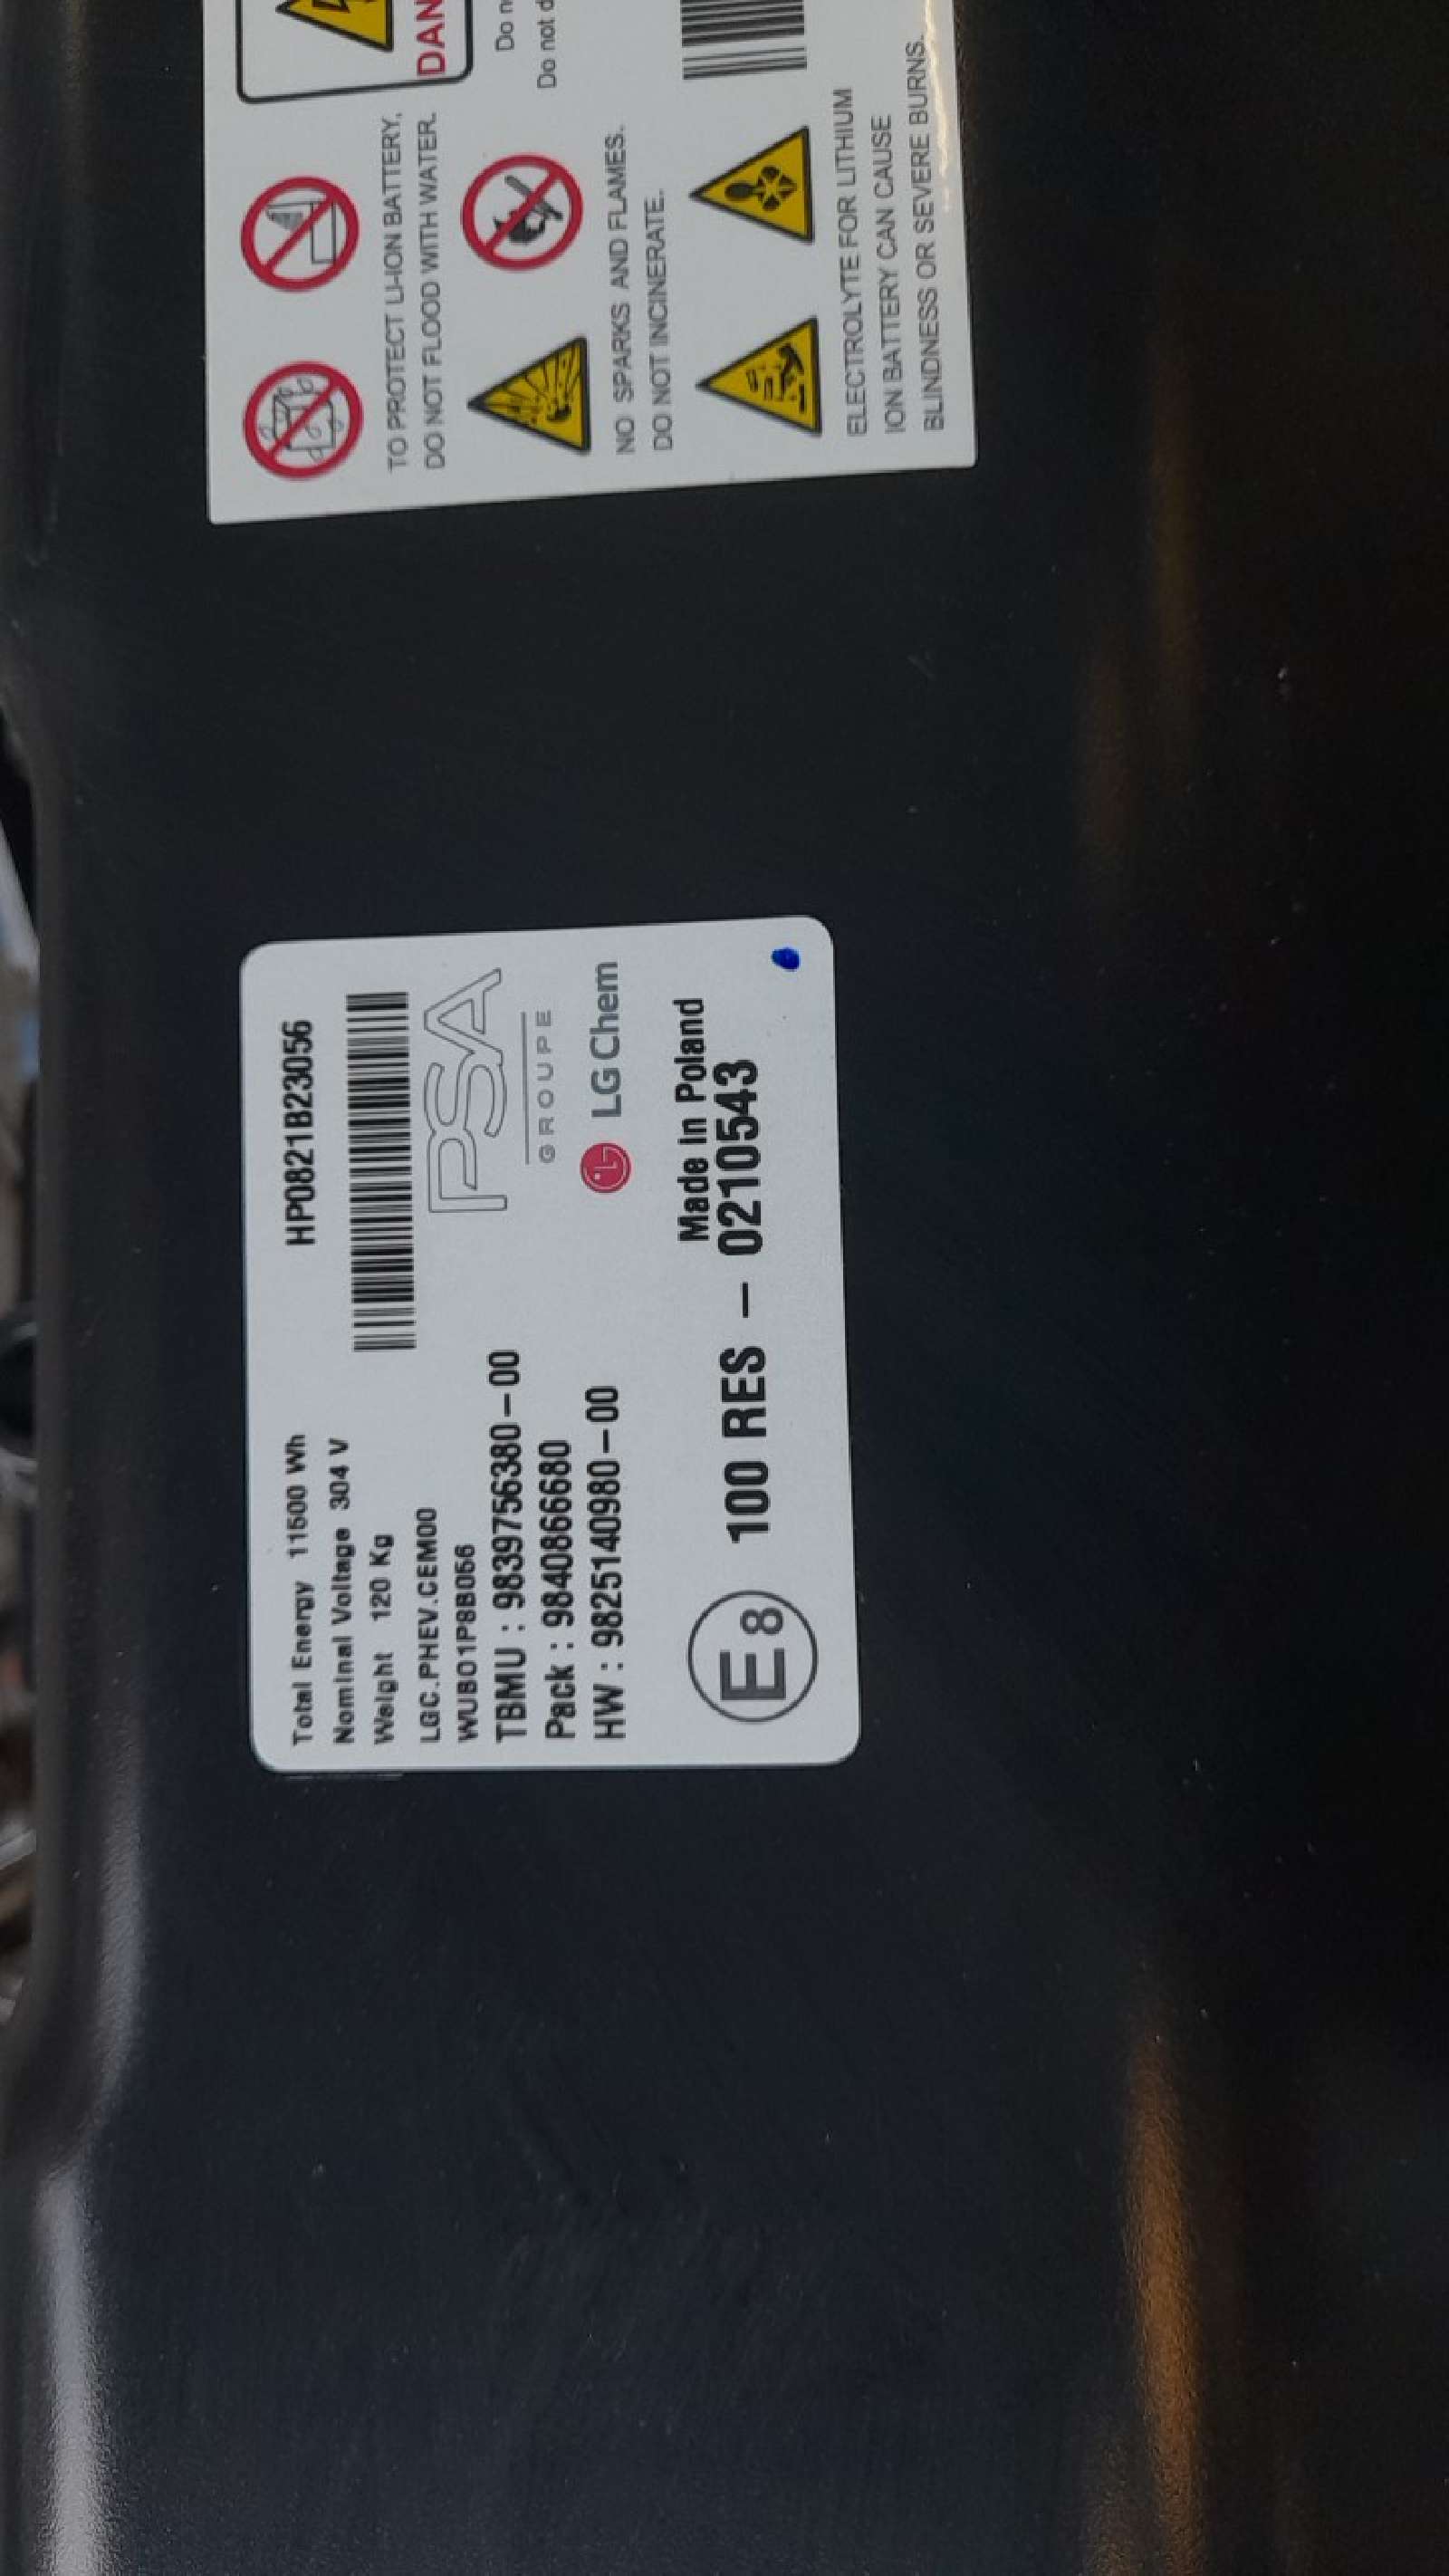 Total Energy 11600 Wh
Nominal Voltage 304 V
Weight 120 Kg
LGC.PHEV.CEM00
WUB01P8B056
TBMU : 9839756380-00
Pack : 9840866680
HW : 9825140980-00
HP0821B23056
PSA
GROUPE
LG Chem
Made in Poland
E8 100 RES - 0210543
TO PROTECT LI-ION BATTERY,
DO NOT FLOOD WITH WATER.
NO SPARKS AND FLAMES.
DO NOT INCINERATE.
ELECTROLYTE FOR LITHIUM
ION BATTERY CAN CAUSE
BLINDNESS OR SEVERE BURNS.
DAN
Do n
Do not d